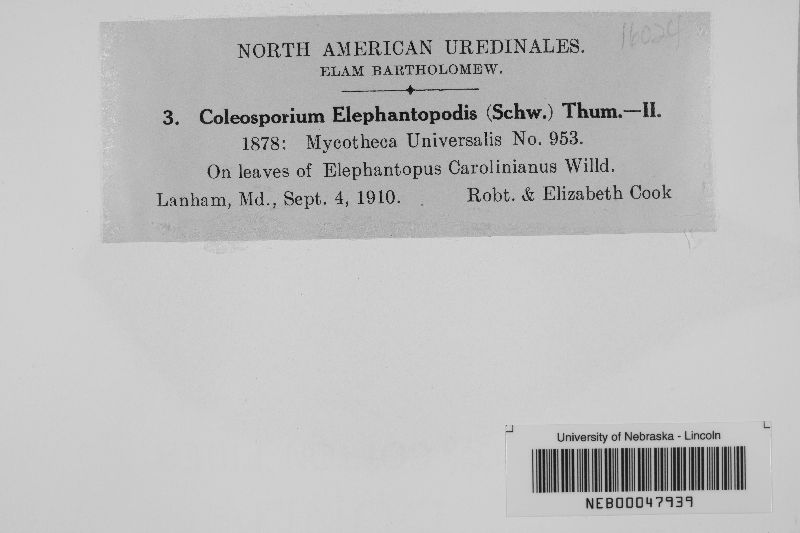 16024
NORTH AMERICAN UREDINALES.
ELAM BARTHOLOMEW.
3. Coleosporium Elephantopodis (Schw.) Thum.—II.
1878: Mycotheca Universalis No. 953.
On leaves of Elephantopus Carolinianus Willd.
Lanham, Md., Sept. 4, 1910. Robt. & Elizabeth Cook
University of Nebraska - Lincoln
NEB00047939